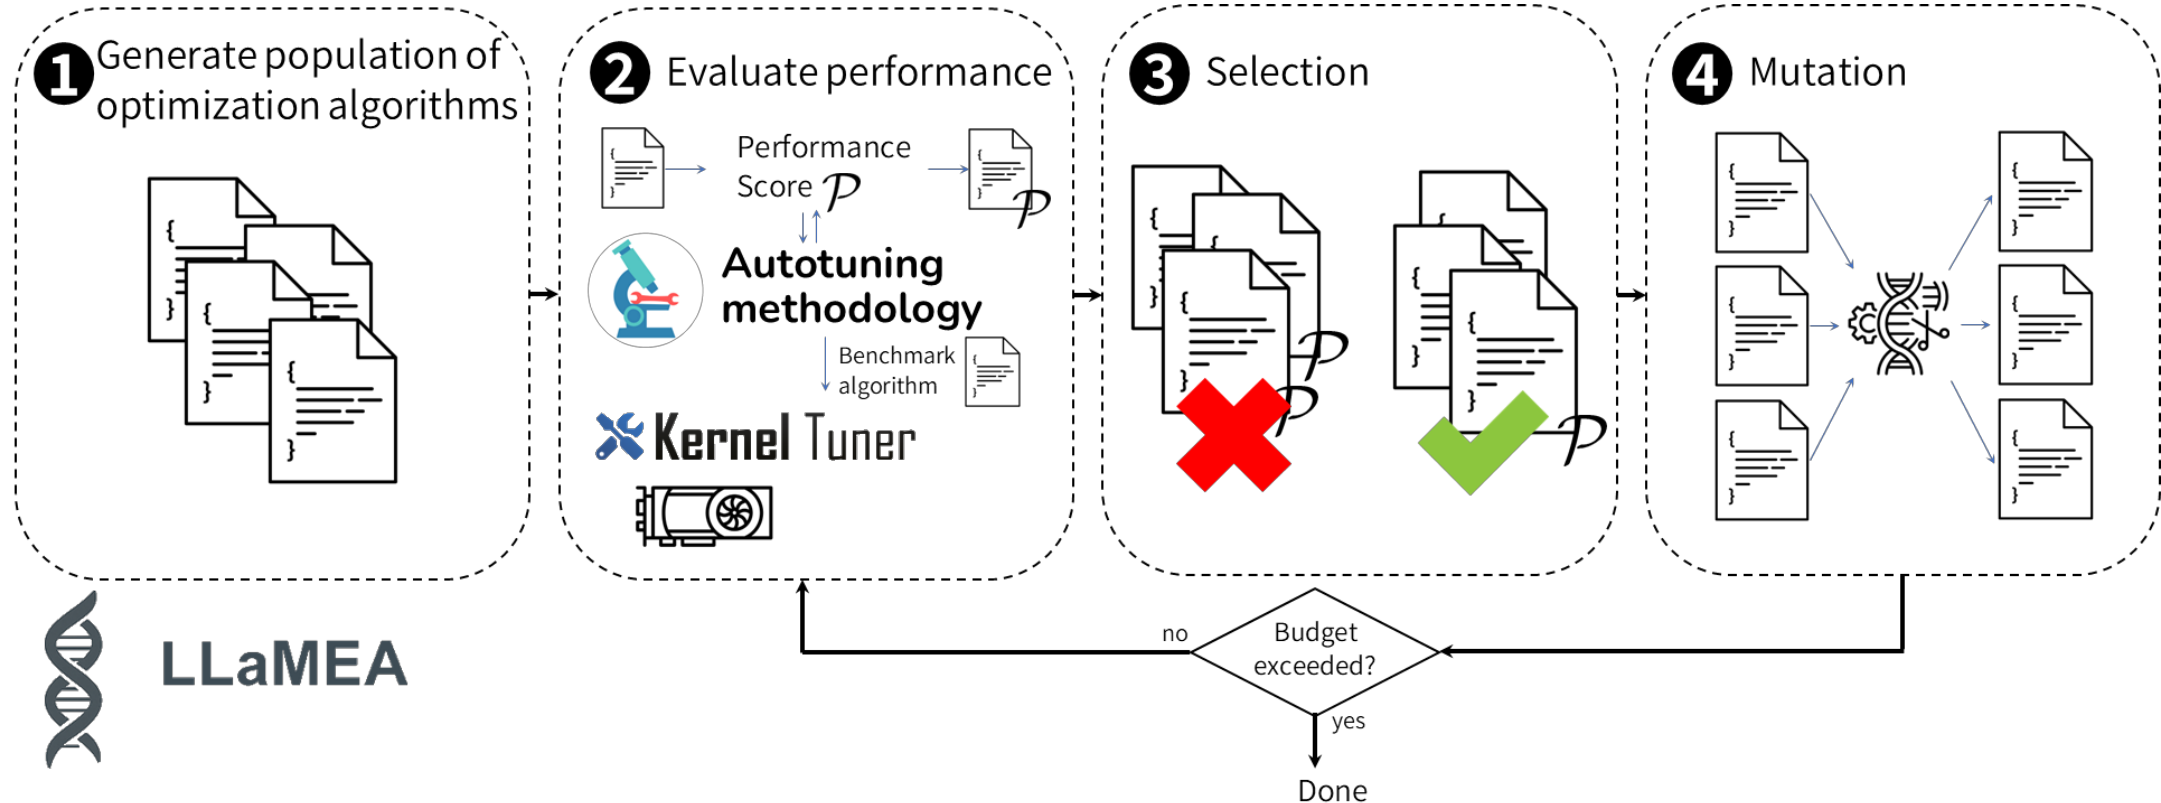 1 Generate population of
optimization algorithms
2 Evaluate performance
{
}
Performance
Score P
{
}
P
Autotuning
methodology
Benchmark
algorithm
Kernel Tuner
3 Selection
P
P
P
4 Mutation
LLaMEA
no
Budget
exceeded?
yes
Done